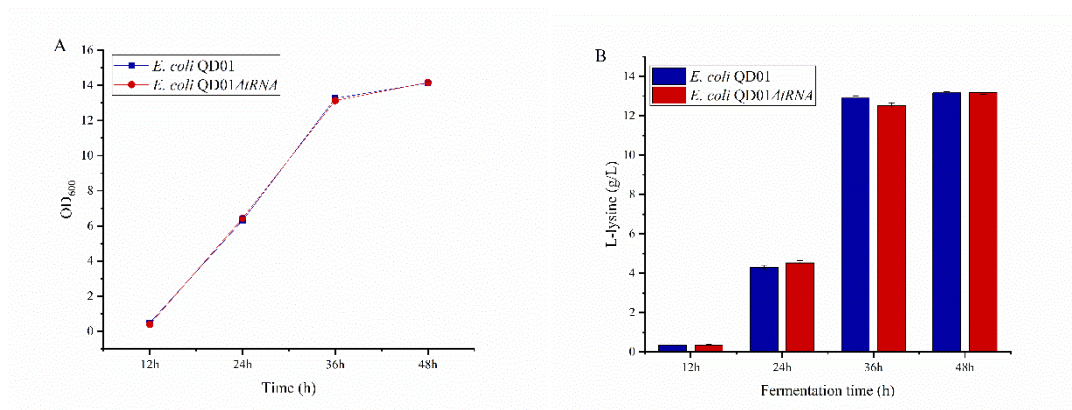 A
E. coli QD01
E. coli QD01ΔtRNA
16
14
12
10
8
6
4
2
0
OD600
12h
24h
36h
48h
Time (h)
B
E. coli QD01
E. coli QD01ΔtRNA
14
12
10
8
6
4
2
0
L-lysine (g/L)
12h
24h
36h
48h
Fermentation time (h)